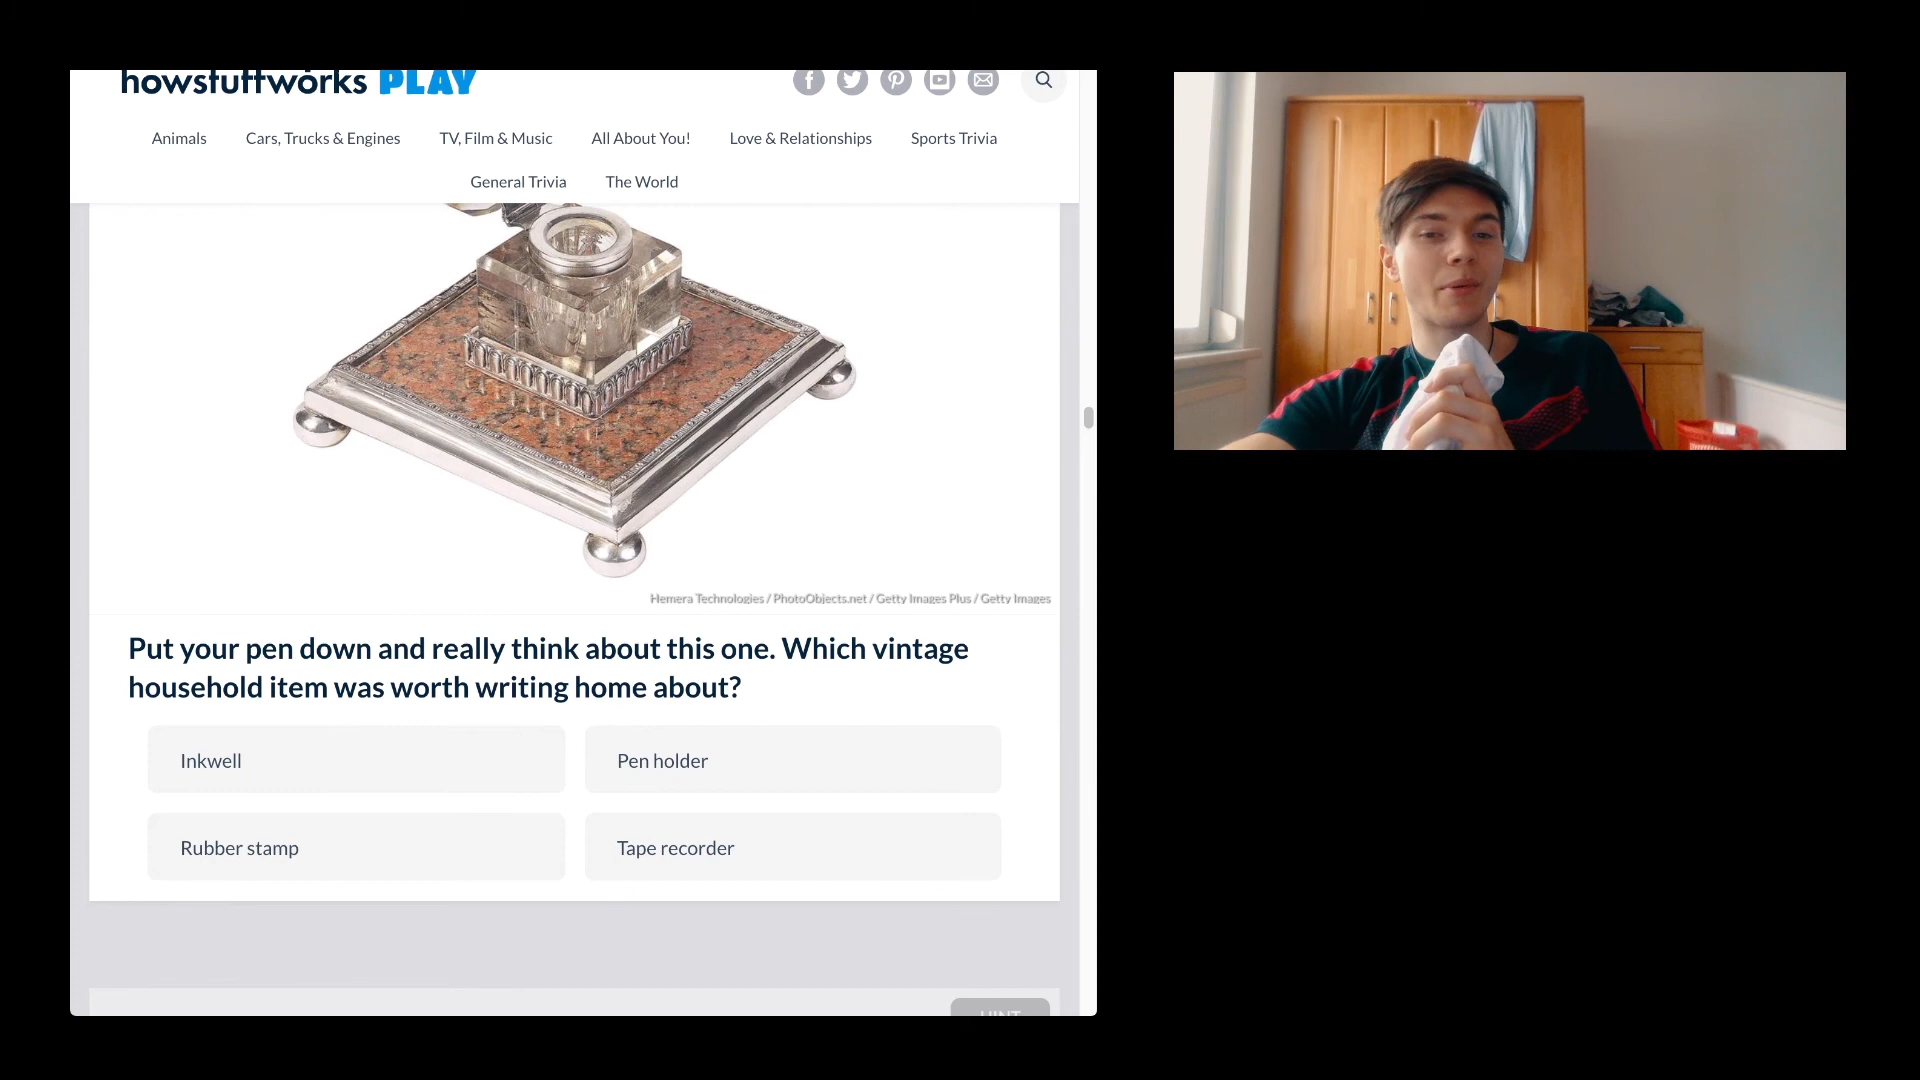 howstuffworks PLAY
Animals Cars, Trucks & Engines TV, Film & Music All About You! Love & Relationships Sports Trivia
General Trivia The World
Hemera Technologies / PhotoObjects.net / Getty Images Plus / Getty Images
Put your pen down and really think about this one. Which vintage
household item was worth writing home about?
Inkwell Pen holder
Rubber stamp Tape recorder
HINT